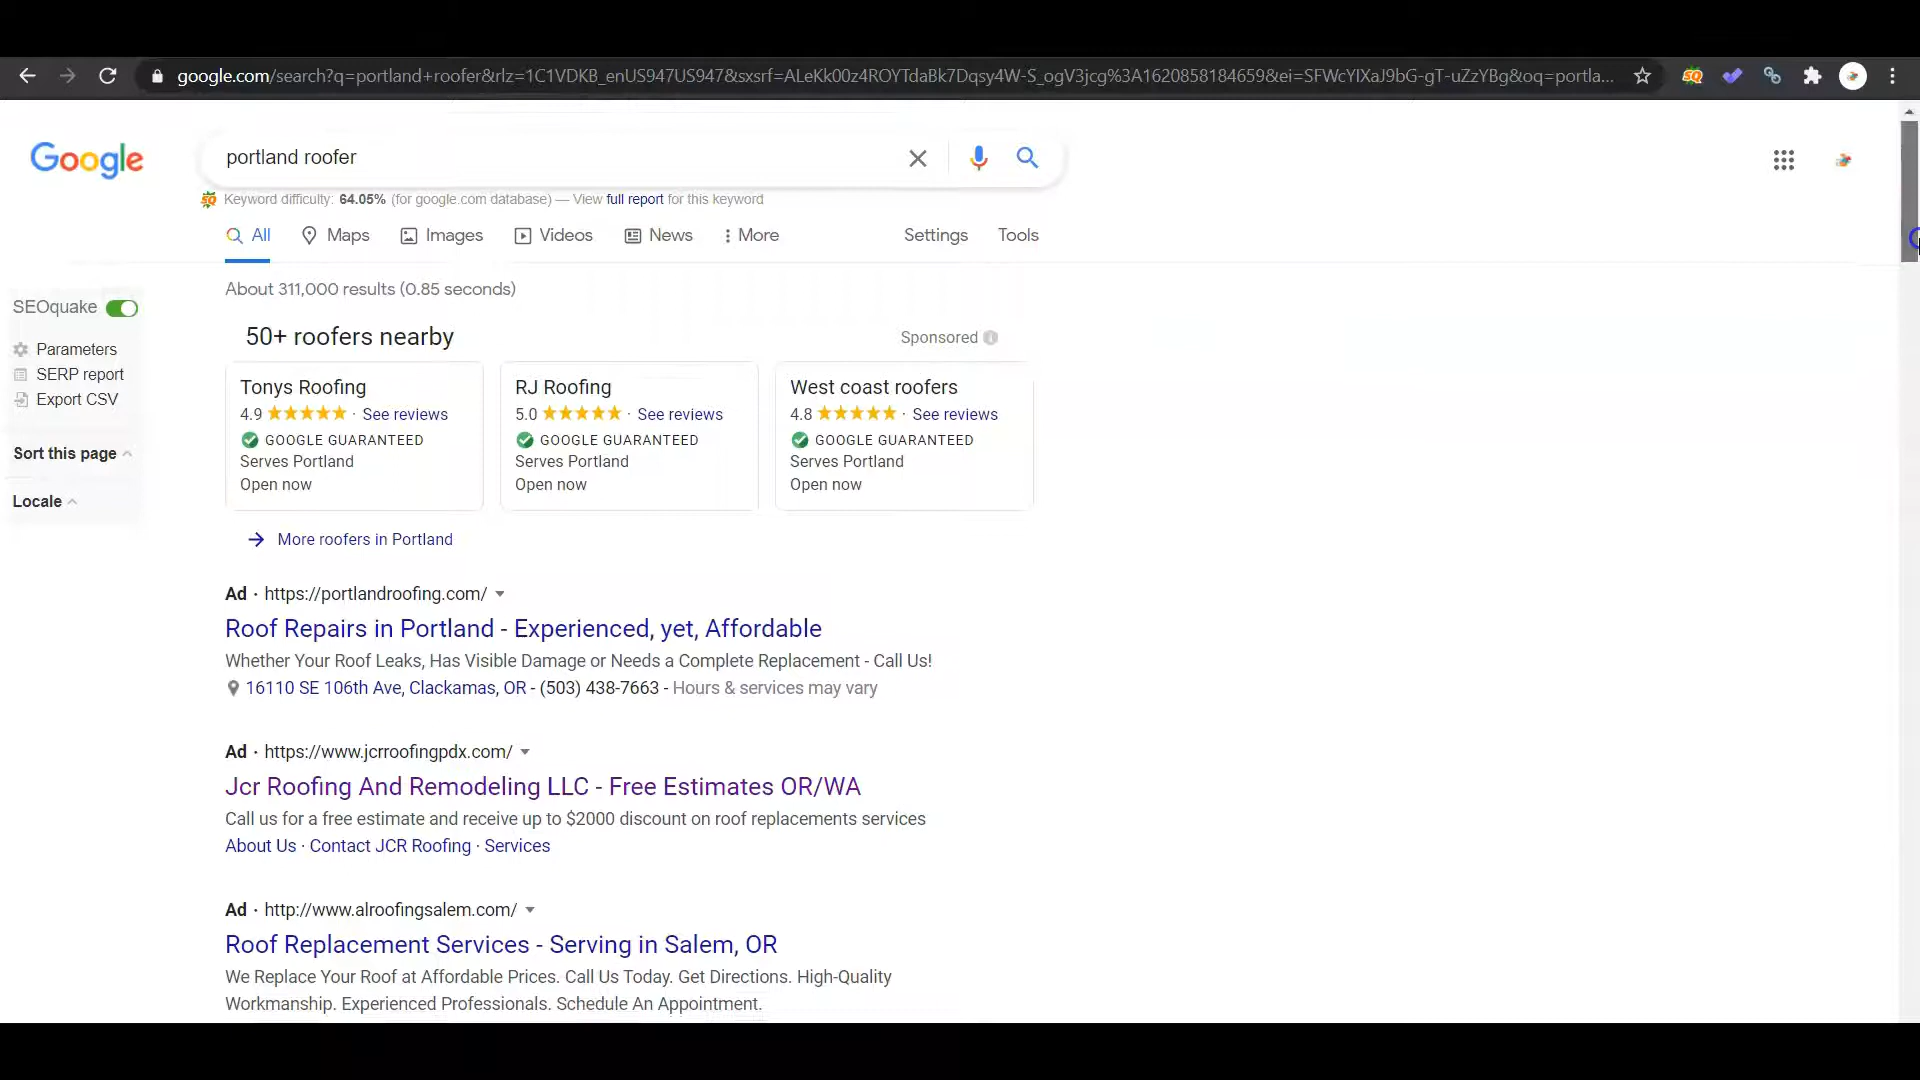 google.com/search?q=portland+roofer&rlz=1C1VDKB_enUS947US947&sxsrf=ALeKk00z4ROYTdaBk7Dqsy4W-S_ogV3jcg%3A1620858184659&ei=SFWcYIXaJ9bG-gT-uZzYBg&oq=portla...
Google
portland roofer
Keyword difficulty: 64.05% (for google.com database) — View full report for this keyword
All Maps Images Videos News More Settings Tools
About 311,000 results (0.85 seconds)
SEOquake
Parameters
SERP report
Export CSV
Sort this page
Locale
50+ roofers nearby Sponsored
Tonys Roofing
4.9 · See reviews
GOOGLE GUARANTEED
Serves Portland
Open now
RJ Roofing
5.0 · See reviews
GOOGLE GUARANTEED
Serves Portland
Open now
West coast roofers
4.8 · See reviews
GOOGLE GUARANTEED
Serves Portland
Open now
More roofers in Portland
Ad · https://portlandroofing.com/
Roof Repairs in Portland - Experienced, yet, Affordable
Whether Your Roof Leaks, Has Visible Damage or Needs a Complete Replacement - Call Us!
16110 SE 106th Ave, Clackamas, OR - (503) 438-7663 - Hours & services may vary
Ad · https://www.jcrroofingpdx.com/
Jcr Roofing And Remodeling LLC - Free Estimates OR/WA
Call us for a free estimate and receive up to $2000 discount on roof replacements services
About Us · Contact JCR Roofing · Services
Ad · http://www.alroofingsalem.com/
Roof Replacement Services - Serving in Salem, OR
We Replace Your Roof at Affordable Prices. Call Us Today. Get Directions. High-Quality
Workmanship. Experienced Professionals. Schedule An Appointment.